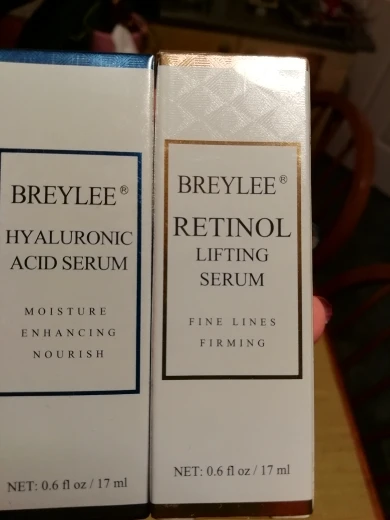 BREYLEE®
HYALURONIC
ACID SERUM
MOISTURE
ENHANCING
NOURISH
NET: 0.6 fl oz / 17 ml
BREYLEE®
RETINOL
LIFTING
SERUM
FINE LINES
FIRMING
NET: 0.6 fl oz / 17 ml